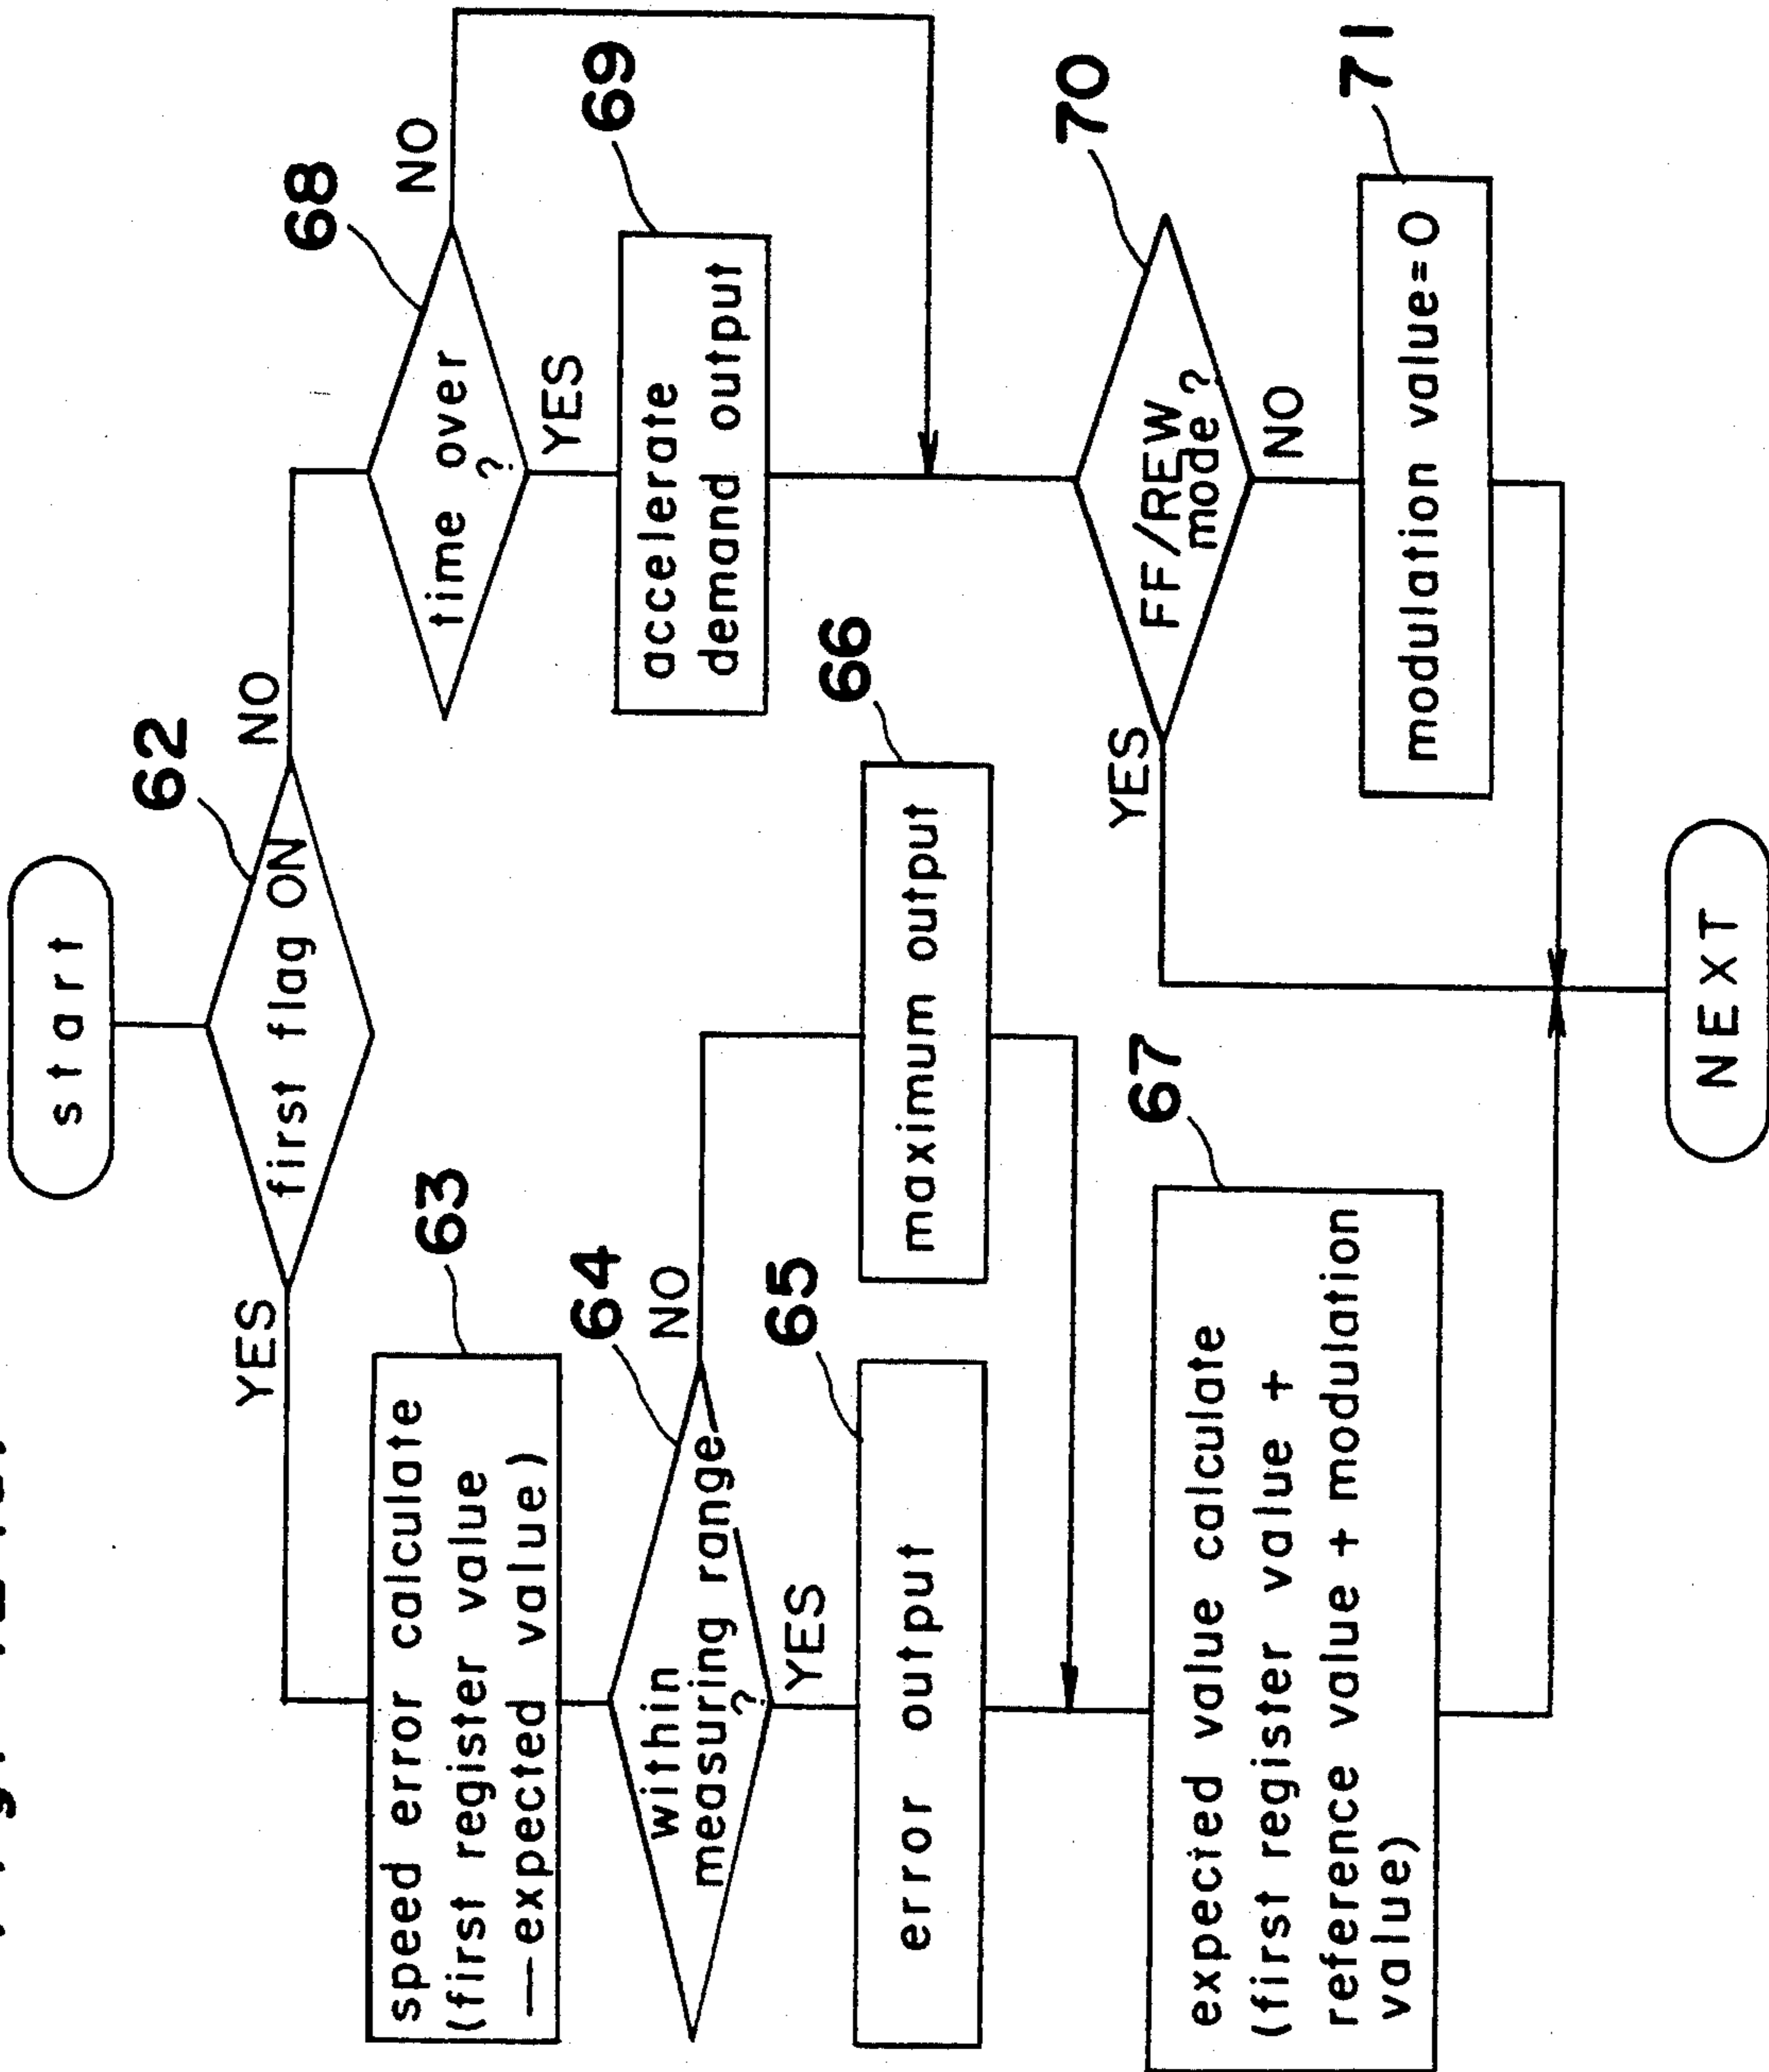 start
62
first flag ON
YES
NO
63
speed error calculate
(first register value
—expected value)
64
within
measuring range
?
NO
YES
65
error output
66
maximum output
67
expected value calculate
(first register value +
reference value + modulation
value)
68
time over
?
NO
YES
69
accelerate
demand output
70
FF/REW
mode?
YES
NO
71
modulation value=0
NEXT